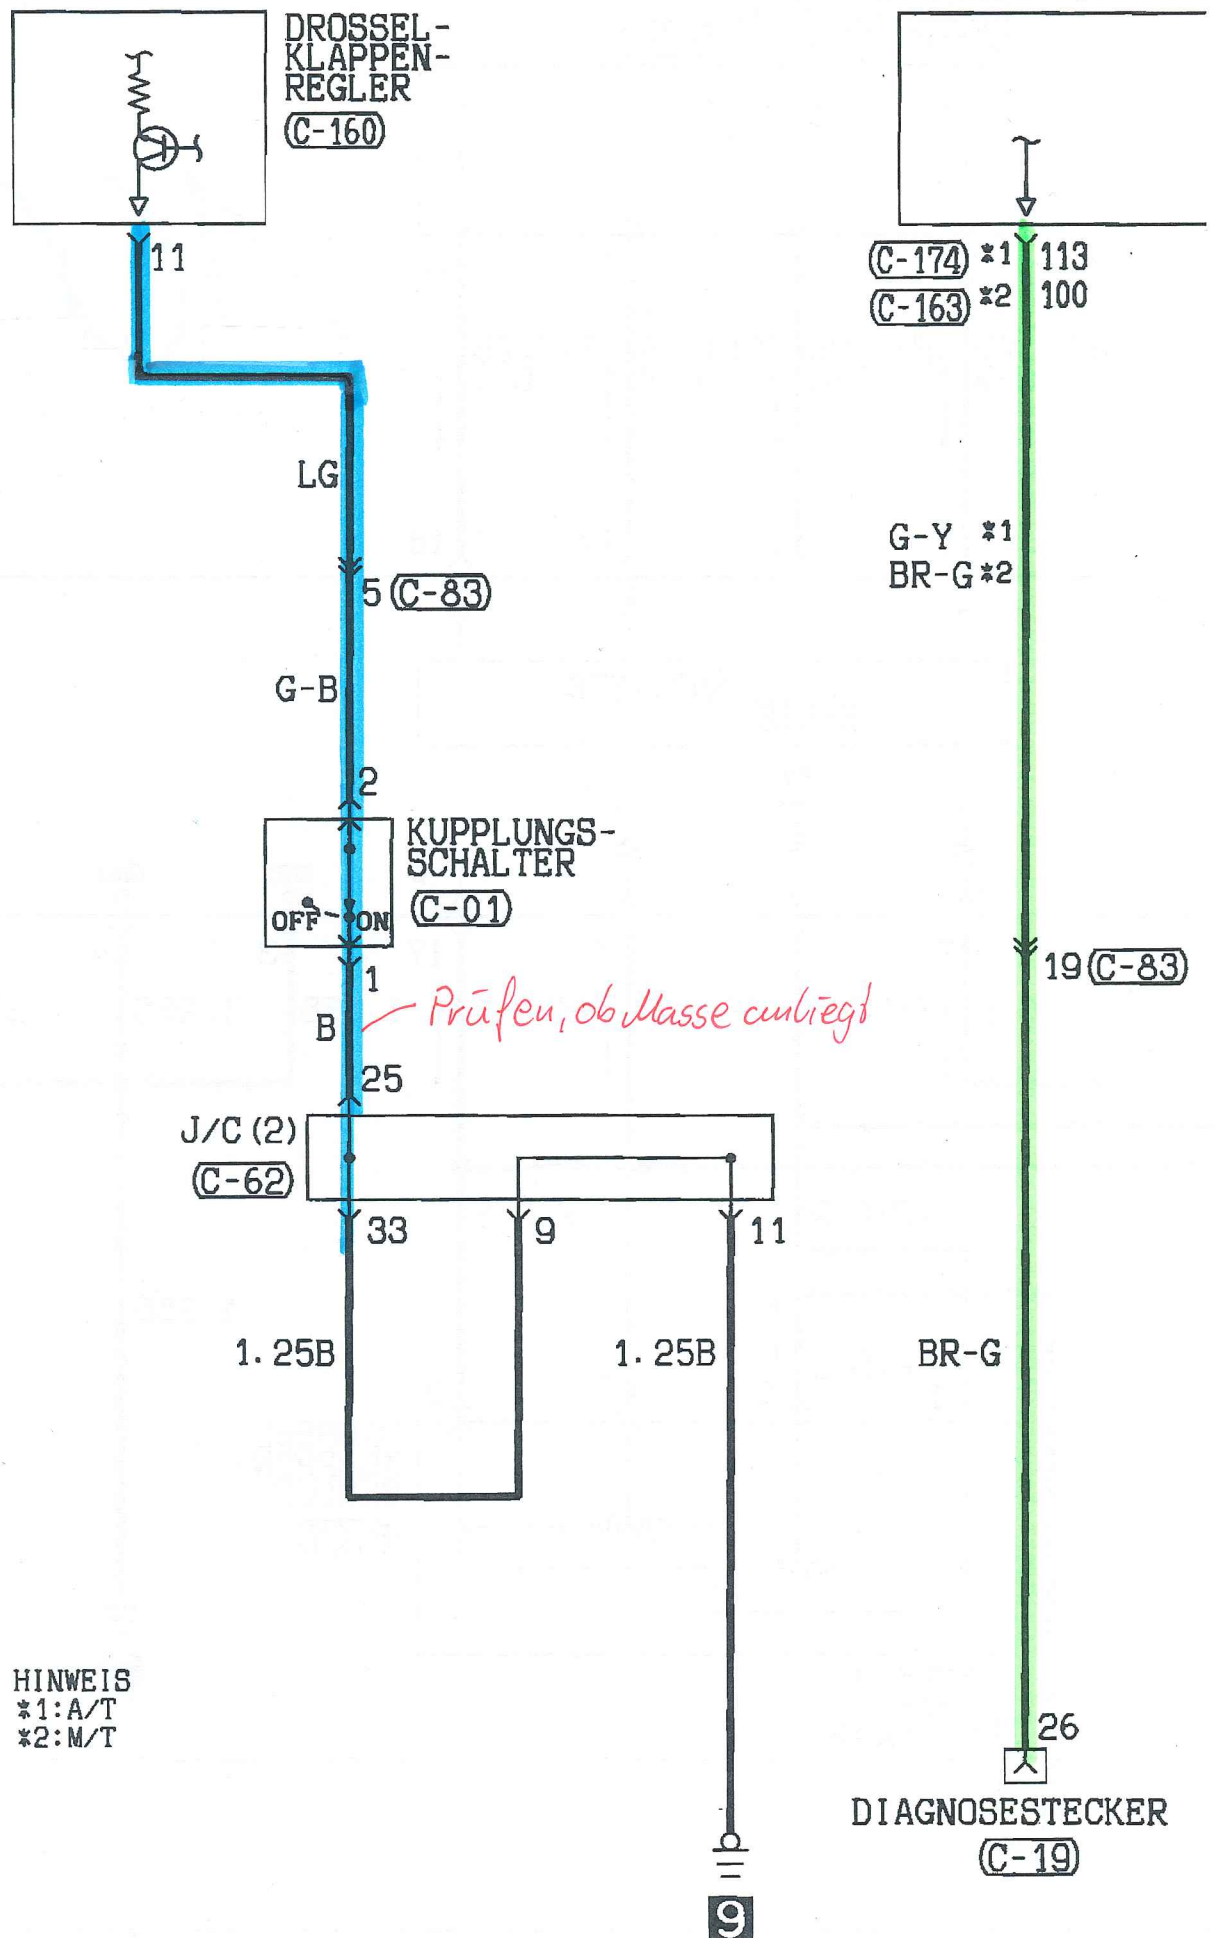 DROSSEL-
KLAPPEN-
REGLER
C-160
11
C-174 *1 113
C-163 *2 100
LG
G-Y *1
BR-G*2
5 C-83
G-B
2
KUPPLUNGS-
SCHALTER
C-01
OFF ON
19 C-83
1
Prüfen, ob Masse anliegt
B
25
J/C(2)
C-62
33 9 11
1.25B 1.25B BR-G
HINWEIS
*1:A/T
*2:M/T
26
DIAGNOSESTECKER
C-19
9